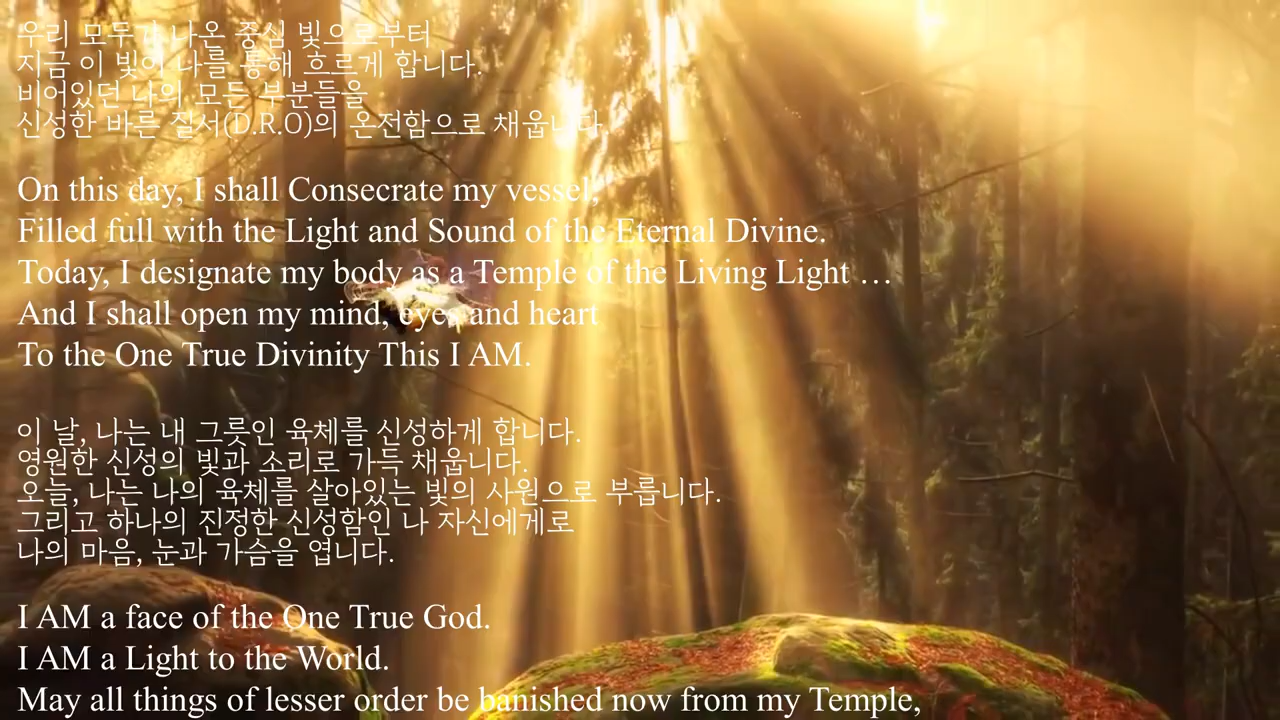 우리 모두가 나온 중심 빛으로부터
지금 이 빛이 나를 통해 흐르게 합니다.
비어있던 나의 모든 부분들을
신성한 바른 질서(D.R.O)의 온전함으로 채웁니다.
On this day, I shall Consecrate my vessel,
Filled full with the Light and Sound of the Eternal Divine.
Today, I designate my body as a Temple of the Living Light …
And I shall open my mind, eyes and heart
To the One True Divinity This I AM.
이 날, 나는 내 그릇인 육체를 신성하게 합니다.
영원한 신성의 빛과 소리로 가득 채웁니다.
오늘, 나는 나의 육체를 살아있는 빛의 사원으로 부릅니다.
그리고 하나의 진정한 신성함인 나 자신에게로
나의 마음, 눈과 가슴을 엽니다.
I AM a face of the One True God.
I AM a Light to the World.
May all things of lesser order be banished now from my Temple,